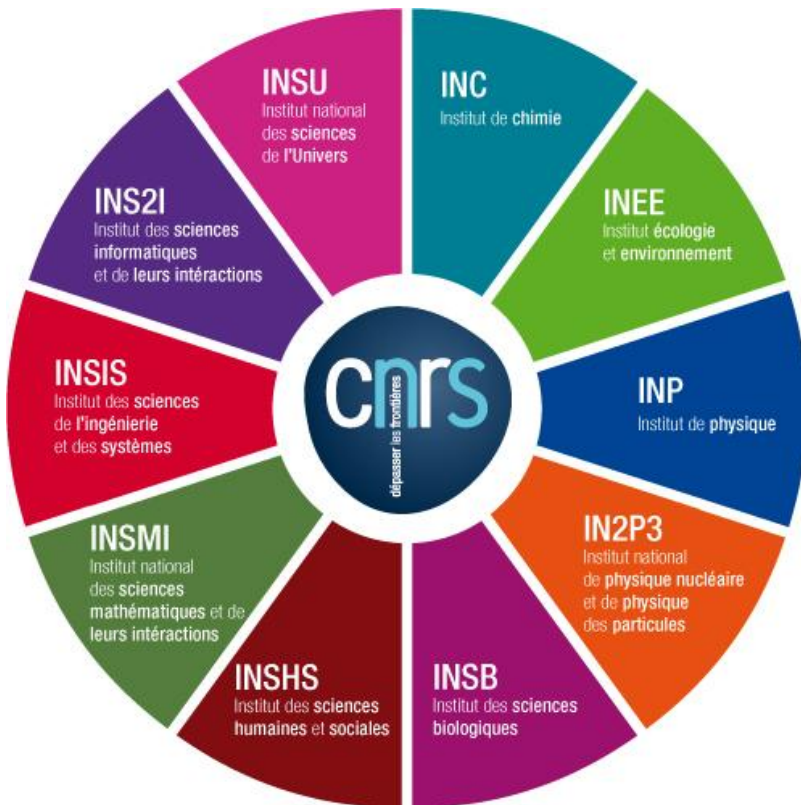 INSU
Institut national
des sciences
de l'Univers
INC
Institut de chimie
INEE
Institut écologie
et environnement
INP
Institut de physique
IN2P3
Institut national
de physique nucléaire
et de physique
des particules
INSB
Institut des sciences
biologiques
INSHS
Institut des sciences
humaines et sociales
INSMI
Institut national
des sciences
mathématiques et de
leurs intéractions
INSIS
Institut des sciences
de l'ingénierie
et des systèmes
INS2I
Institut des sciences
informatiques
et de leurs intéractions
cnrs
dépasser les frontières